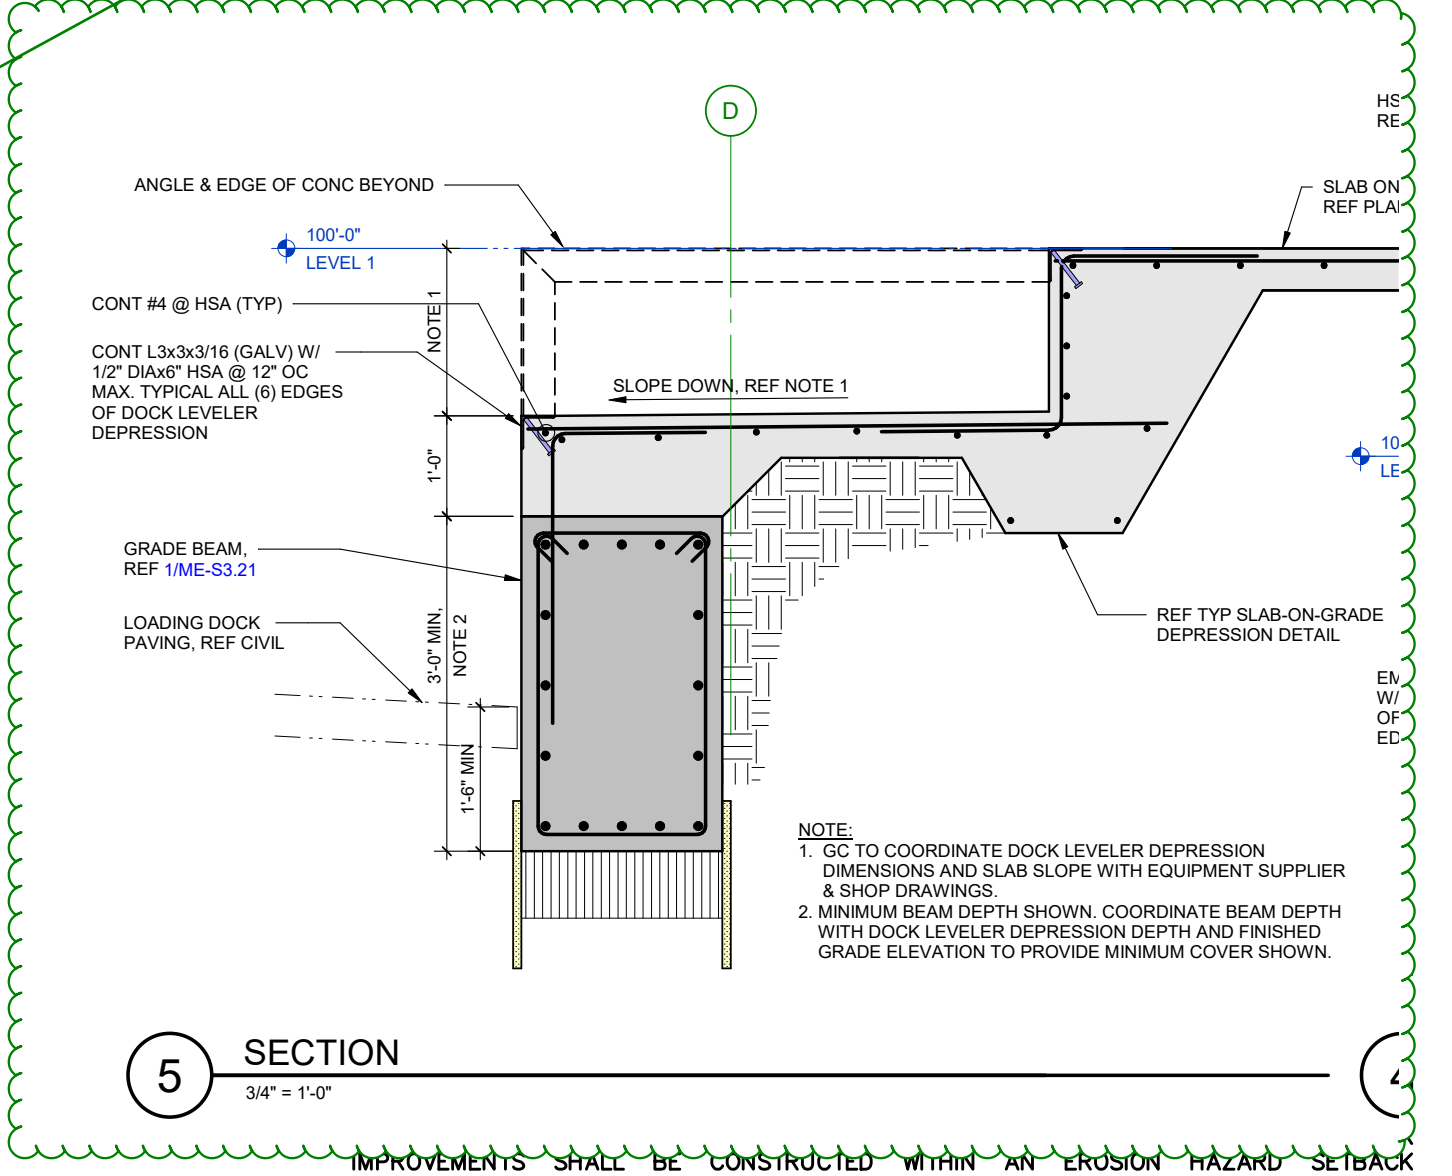 D
HS
RE
ANGLE & EDGE OF CONC BEYOND
SLAB ON
REF PLA
100'-0"
LEVEL 1
CONT #4 @ HSA (TYP)
NOTE 1
CONT L3x3x3/16 (GALV) W/
1/2" DIAx6" HSA @ 12" OC
MAX. TYPICAL ALL (6) EDGES
OF DOCK LEVELER
DEPRESSION
SLOPE DOWN, REF NOTE 1
10
LE
1'-0"
GRADE BEAM,
REF 1/ME-S3.21
LOADING DOCK
PAVING, REF CIVIL
3'-0" MIN,
NOTE 2
REF TYP SLAB-ON-GRADE
DEPRESSION DETAIL
EM
W/
OF
ED
1'-6" MIN
NOTE:
1. GC TO COORDINATE DOCK LEVELER DEPRESSION
DIMENSIONS AND SLAB SLOPE WITH EQUIPMENT SUPPLIER
& SHOP DRAWINGS.
2. MINIMUM BEAM DEPTH SHOWN. COORDINATE BEAM DEPTH
WITH DOCK LEVELER DEPRESSION DEPTH AND FINISHED
GRADE ELEVATION TO PROVIDE MINIMUM COVER SHOWN.
5
SECTION
3/4" = 1'-0"
4
IMPROVEMENTS SHALL BE CONSTRUCTED WITHIN AN EROSION HAZARD SETBACK